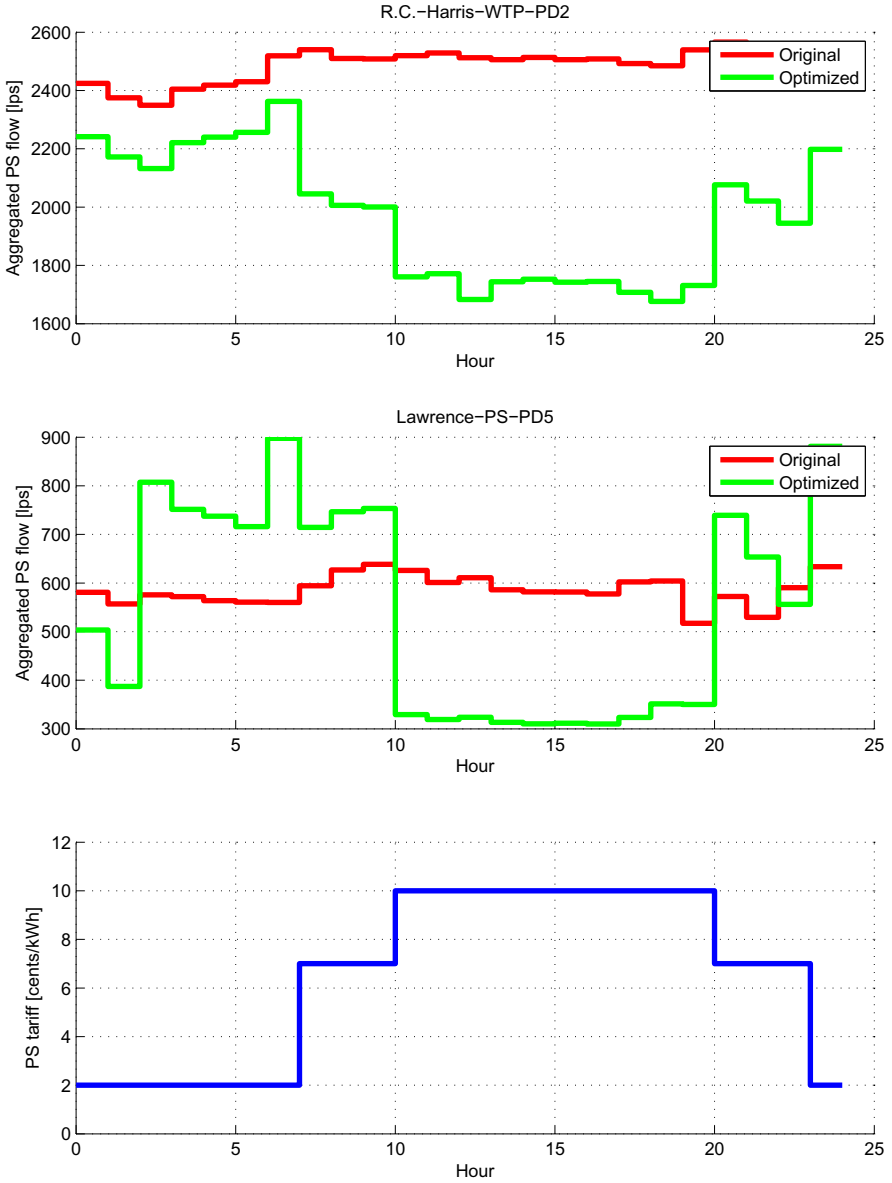 R.C.−Harris−WTP−PD2
Aggregated PS flow [lps]
2600
2400
2200
2000
1800
1600
Original
Optimized
0 5 10 15 20 25
Hour
Lawrence−PS−PD5
Aggregated PS flow [lps]
900
800
700
600
500
400
300
Original
Optimized
0 5 10 15 20 25
Hour
PS tariff [cents/kWh]
12
10
8
6
4
2
0
0 5 10 15 20 25
Hour